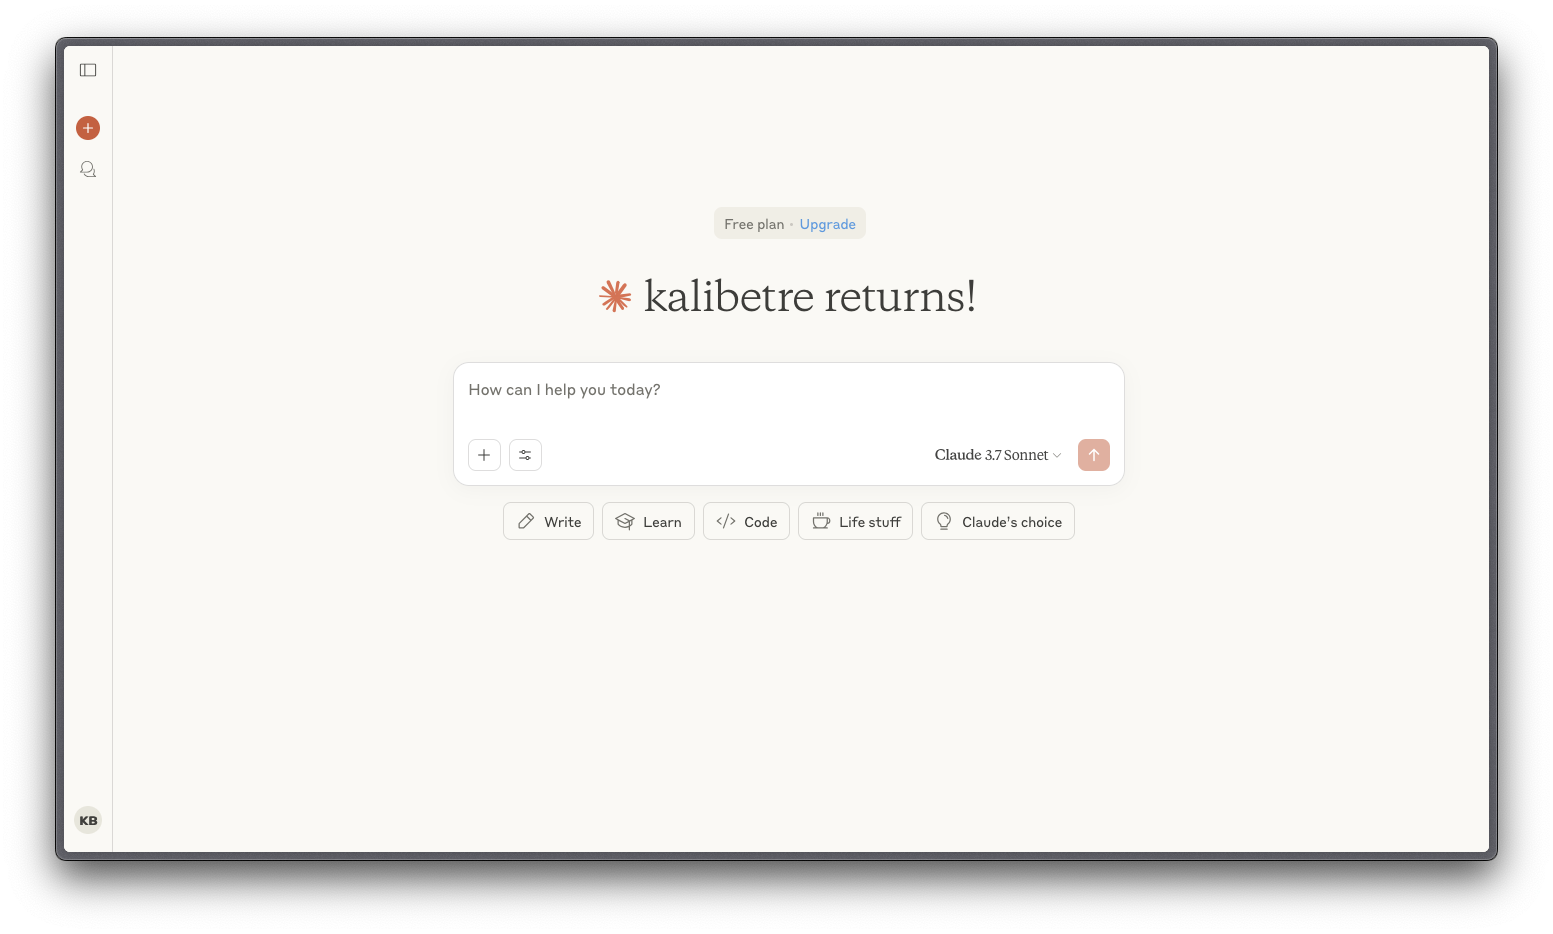 Free plan • Upgrade
kalibetre returns!
How can I help you today?
Claude 3.7 Sonnet
Write
Learn
Code
Life stuff
Claude's choice
KB